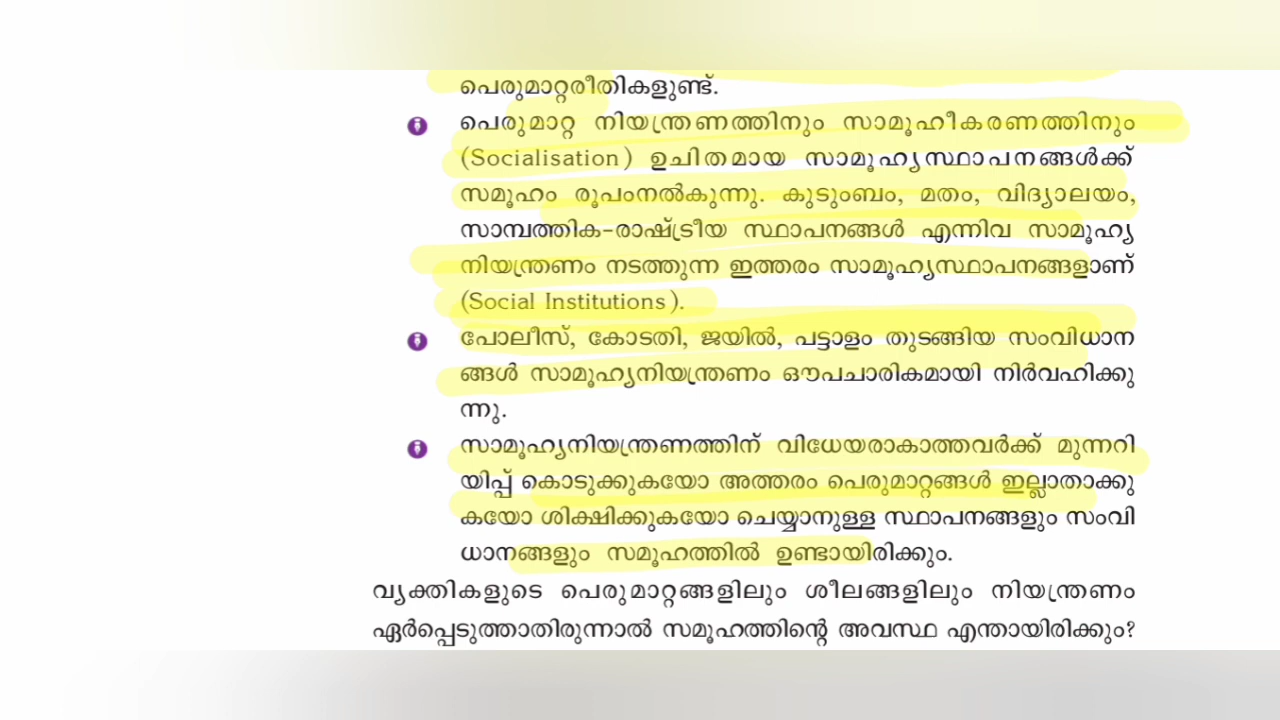 പെരുമാറ്റരീതികളുണ്ട്.
പെരുമാറ്റ നിയന്ത്രണത്തിനും സാമൂഹീകരണത്തിനും
(Socialisation) ഉചിതമായ സാമൂഹ്യസ്ഥാപനങ്ങൾക്ക്
സമൂഹം രൂപംനൽകുന്നു. കുടുംബം, മതം, വിദ്യാലയം,
സാമ്പത്തിക-രാഷ്ട്രീയ സ്ഥാപനങ്ങൾ എന്നിവ സാമൂഹ്യ
നിയന്ത്രണം നടത്തുന്ന ഇത്തരം സാമൂഹ്യസ്ഥാപനങ്ങളാണ്
(Social Institutions).
പോലീസ്, കോടതി, ജയിൽ, പട്ടാളം തുടങ്ങിയ സംവിധാന
ങ്ങൾ സാമൂഹ്യനിയന്ത്രണം ഔപചാരികമായി നിർവഹിക്കു
ന്നു.
സാമൂഹ്യനിയന്ത്രണത്തിന് വിധേയരാകാത്തവർക്ക് മുന്നറി
യിപ്പ് കൊടുക്കുകയോ അത്തരം പെരുമാറ്റങ്ങൾ ഇല്ലാതാക്കു
കയോ ശിക്ഷിക്കുകയോ ചെയ്യാനുള്ള സ്ഥാപനങ്ങളും സംവി
ധാനങ്ങളും സമൂഹത്തിൽ ഉണ്ടായിരിക്കും.
വ്യക്തികളുടെ പെരുമാറ്റങ്ങളിലും ശീലങ്ങളിലും നിയന്ത്രണം
ഏർപ്പെടുത്താതിരുന്നാൽ സമൂഹത്തിന്റെ അവസ്ഥ എന്തായിരിക്കും?